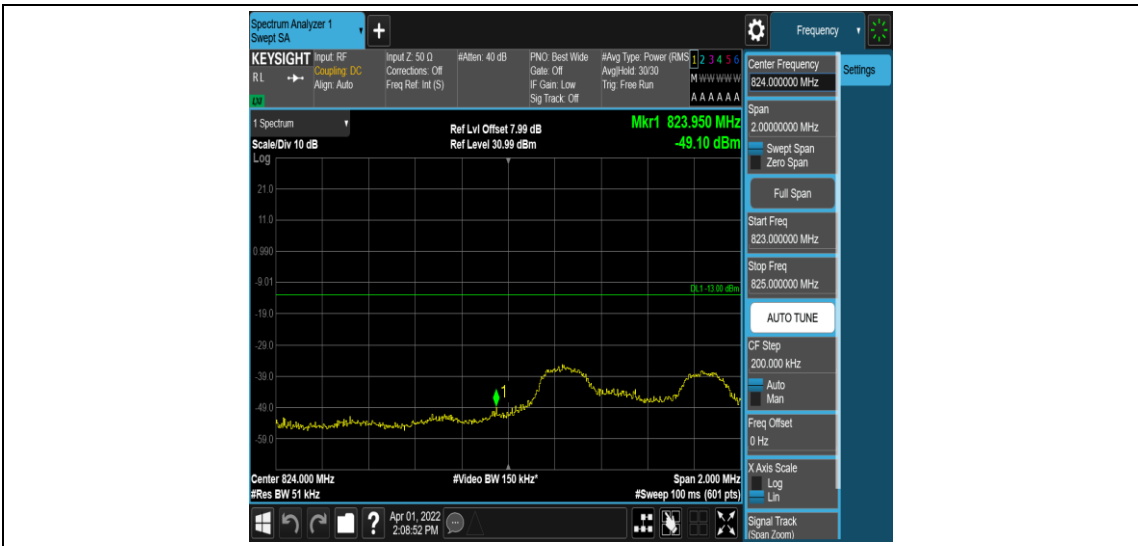 Spectrum Analyzer 1
Swept SA
+
Frequency
KEYSIGHT
Input: RF
Input Z: 50 Ω
#Atten: 40 dB
PNO: Best Wide
#Avg Type: Power (RMS
1 2 3 4 5 6
RL
Coupling: DC
Corrections: Off
Gate: Off
Avg|Hold: 30/30
M W W W W W
Align: Auto
Freq Ref: Int (S)
IF Gain: Low
Trig: Free Run
Sig Track: Off
A A A A A A
LXI
1 Spectrum
Ref Lvl Offset 7.99 dB
Mkr1 823.950 MHz
Scale/Div 10 dB
Ref Level 30.99 dBm
-49.10 dBm
Log
21.0
11.0
0.990
-9.01
DL1 -13.00 dBm
-19.0
-29.0
-39.0
1
-49.0
-59.0
Center 824.000 MHz
#Video BW 150 kHz*
Span 2.000 MHz
#Res BW 51 kHz
#Sweep 100 ms (601 pts)
?
Apr 01, 2022
2:08:52 PM
Center Frequency
824.000000 MHz
Settings
Span
2.00000000 MHz
Swept Span
Zero Span
Full Span
Start Freq
823.000000 MHz
Stop Freq
825.000000 MHz
AUTO TUNE
CF Step
200.000 kHz
Auto
Man
Freq Offset
0 Hz
X Axis Scale
Log
Lin
Signal Track
(Span Zoom)